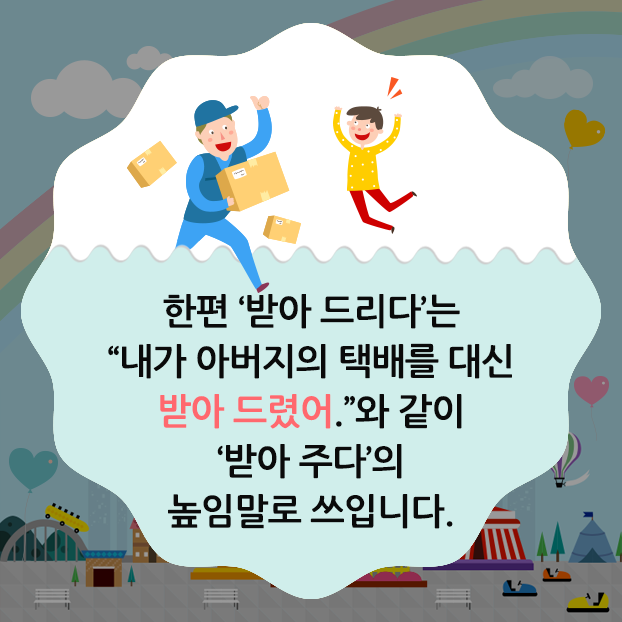 한편 ‘받아 드리다’는
“내가 아버지의 택배를 대신
받아 드렸어.”와 같이
‘받아 주다’의
높임말로 쓰입니다.